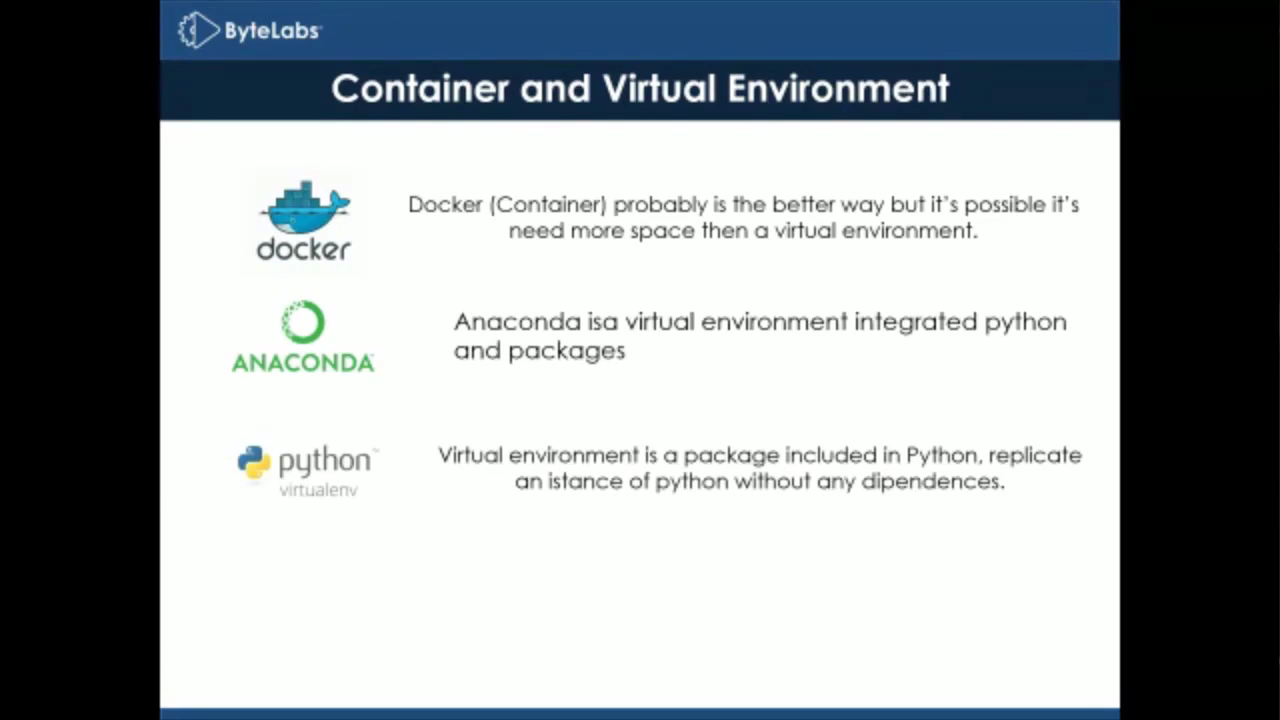 ByteLabs
Container and Virtual Environment
docker
Docker (Container) probably is the better way but it's possible it's
need more space then a virtual environment.
ANACONDA
Anaconda isa virtual environment integrated python
and packages
python™
virtualenv
Virtual environment is a package included in Python, replicate
an istance of python without any dipendences.